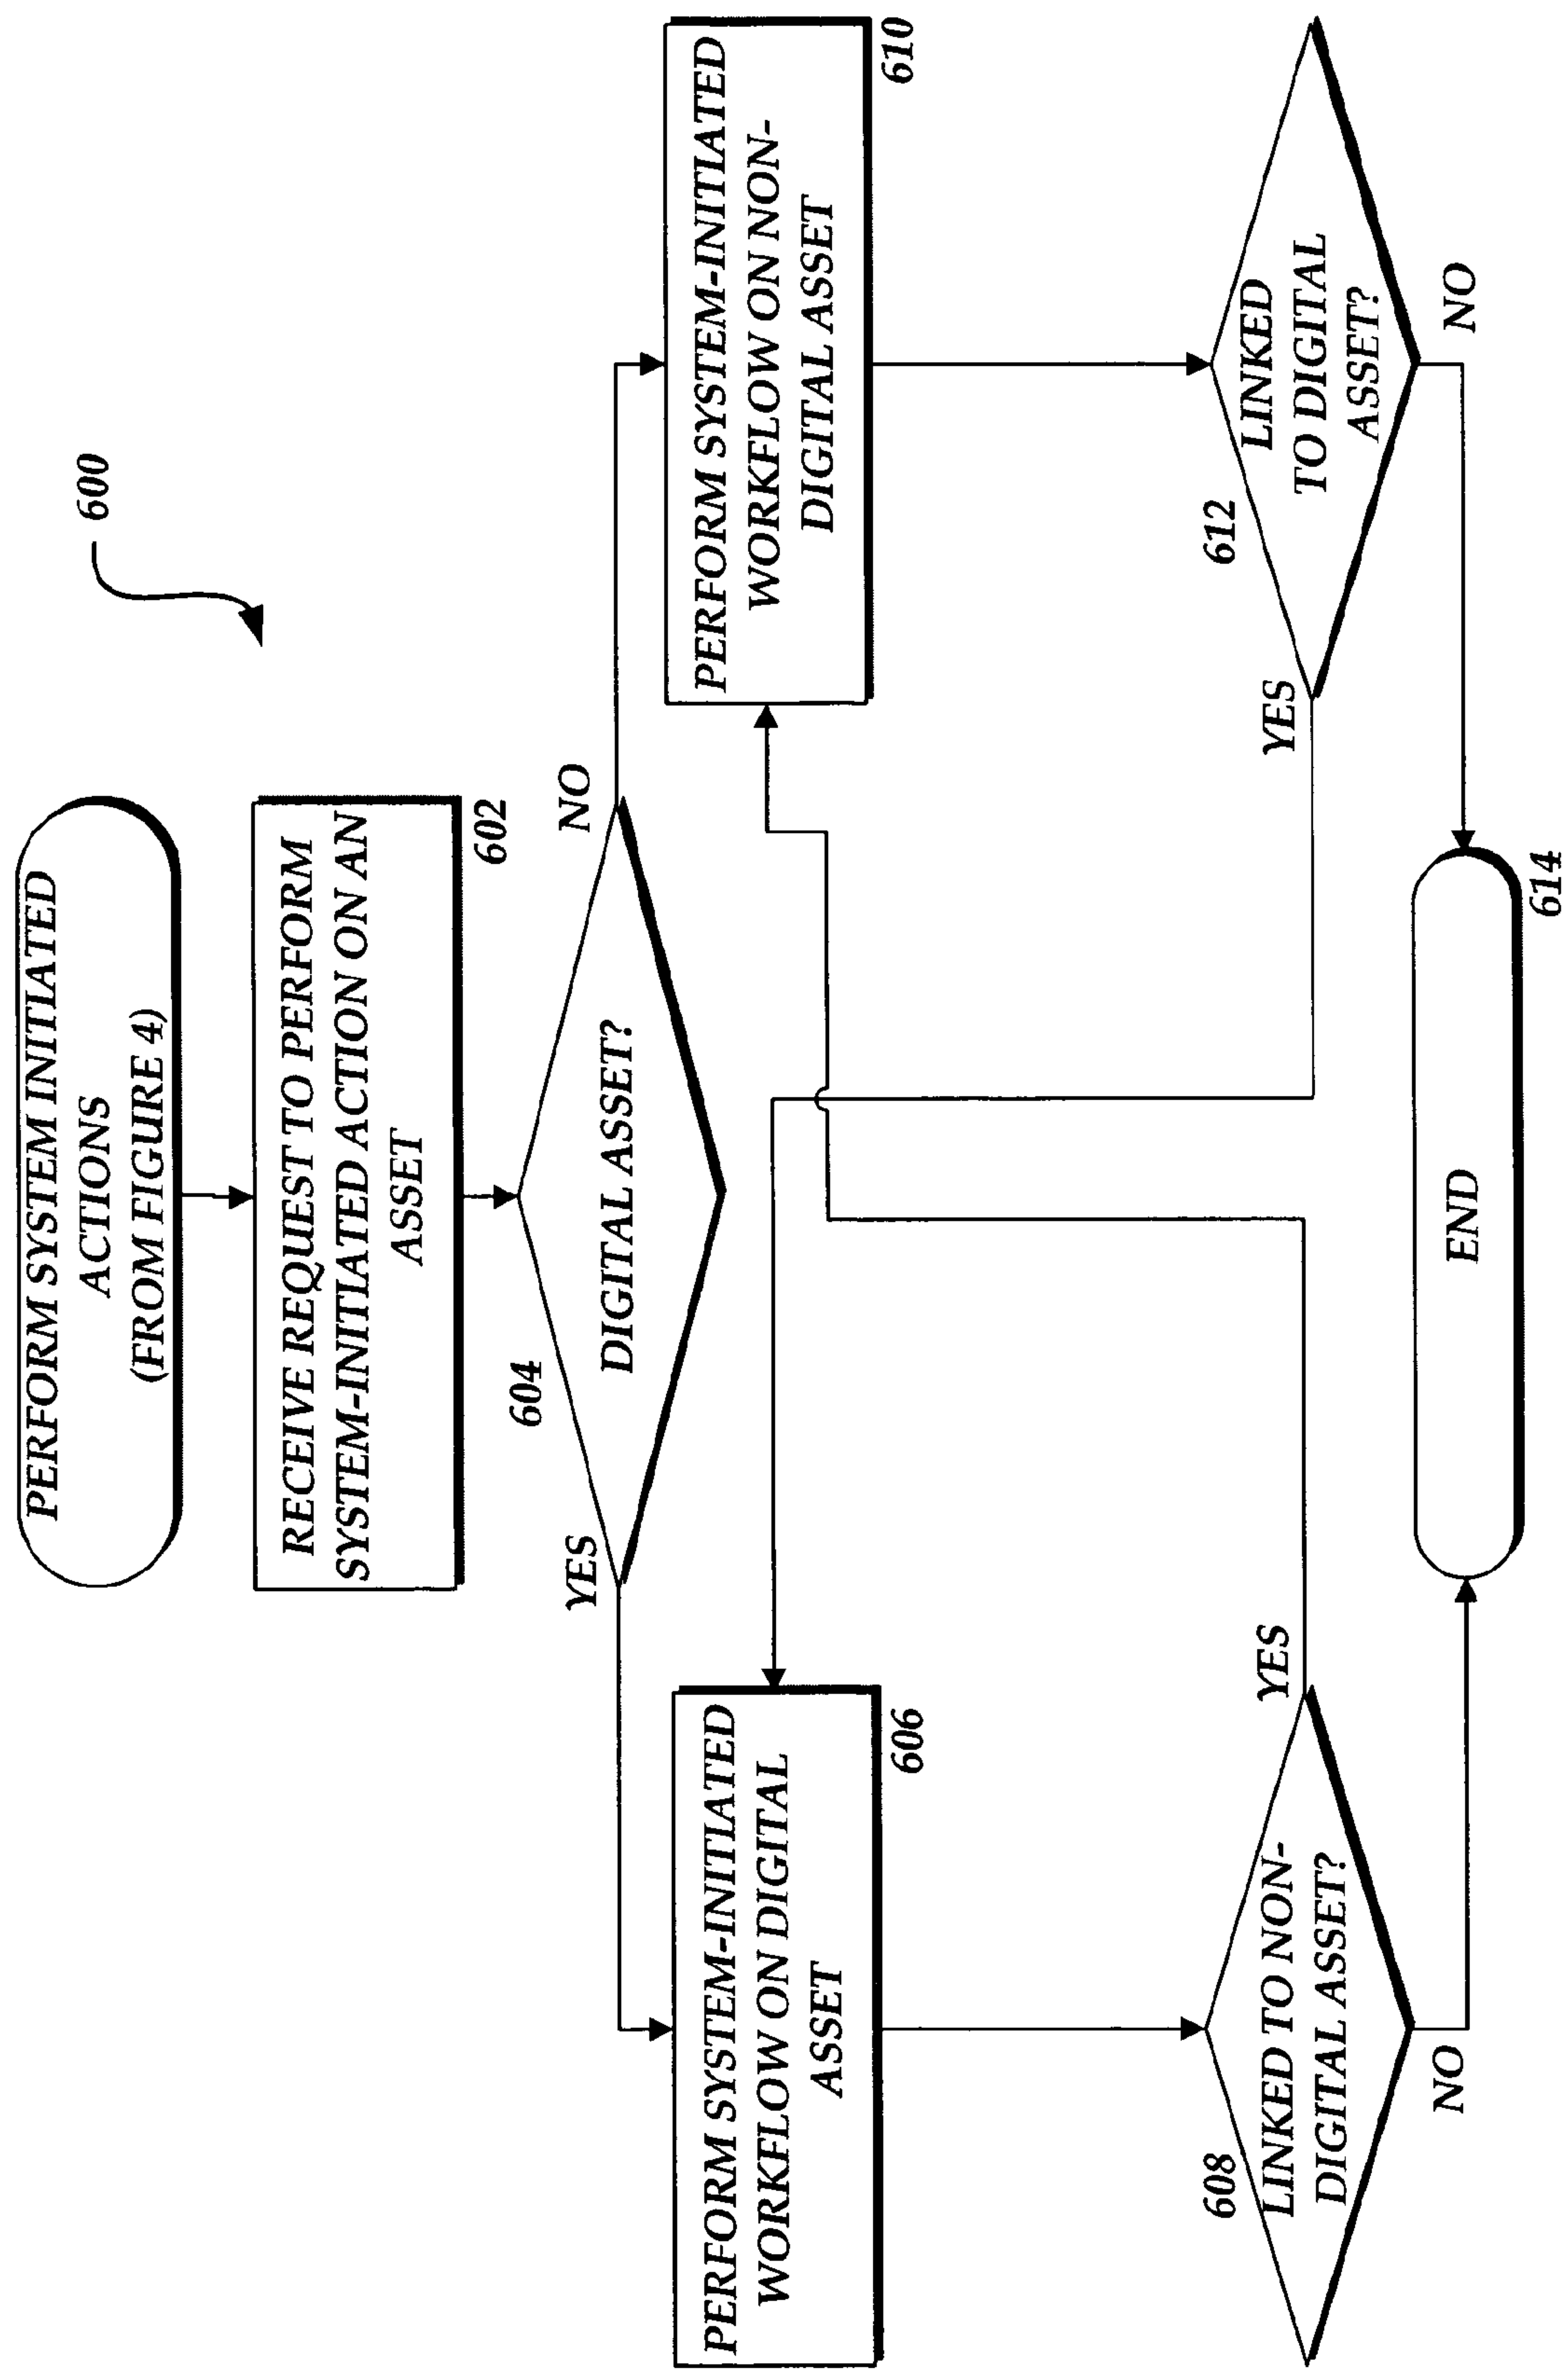 600
PERFORM SYSTEM INITIATED
ACTIONS
(FROM FIGURE 4)
RECEIVE REQUEST TO PERFORM
SYSTEM-INITIATED ACTION ON AN
ASSET
602
604
DIGITAL ASSET?
YES
NO
PERFORM SYSTEM-INITIATED
WORKFLOW ON DIGITAL
ASSET
606
PERFORM SYSTEM-INITIATED
WORKFLOW ON NON-
DIGITAL ASSET
610
608
LINKED TO NON-
DIGITAL ASSET?
YES
NO
612
LINKED
TO DIGITAL
ASSET?
YES
NO
END
614